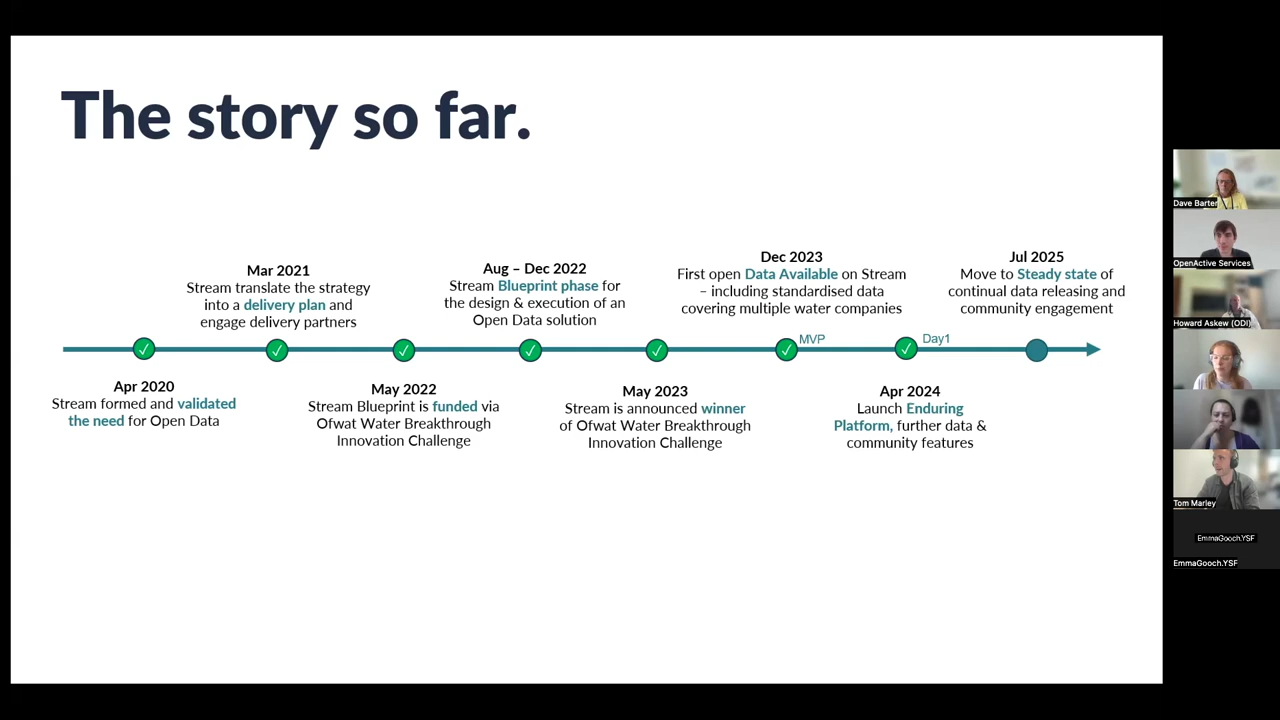 The story so far.
Mar 2021
Stream translate the strategy
into a delivery plan and
engage delivery partners
Aug – Dec 2022
Stream Blueprint phase for
the design & execution of an
Open Data solution
Dec 2023
First open Data Available on Stream
– including standardised data
covering multiple water companies
Jul 2025
Move to Steady state of
continual data releasing and
community engagement
MVP
Day1
Apr 2020
Stream formed and validated
the need for Open Data
May 2022
Stream Blueprint is funded via
Ofwat Water Breakthrough
Innovation Challenge
May 2023
Stream is announced winner
of Ofwat Water Breakthrough
Innovation Challenge
Apr 2024
Launch Enduring
Platform, further data &
community features
Dave Barter
OpenActive Services
Howard Askew (ODI)
Tom Marley
EmmaGooch.YSF
EmmaGooch.YSF